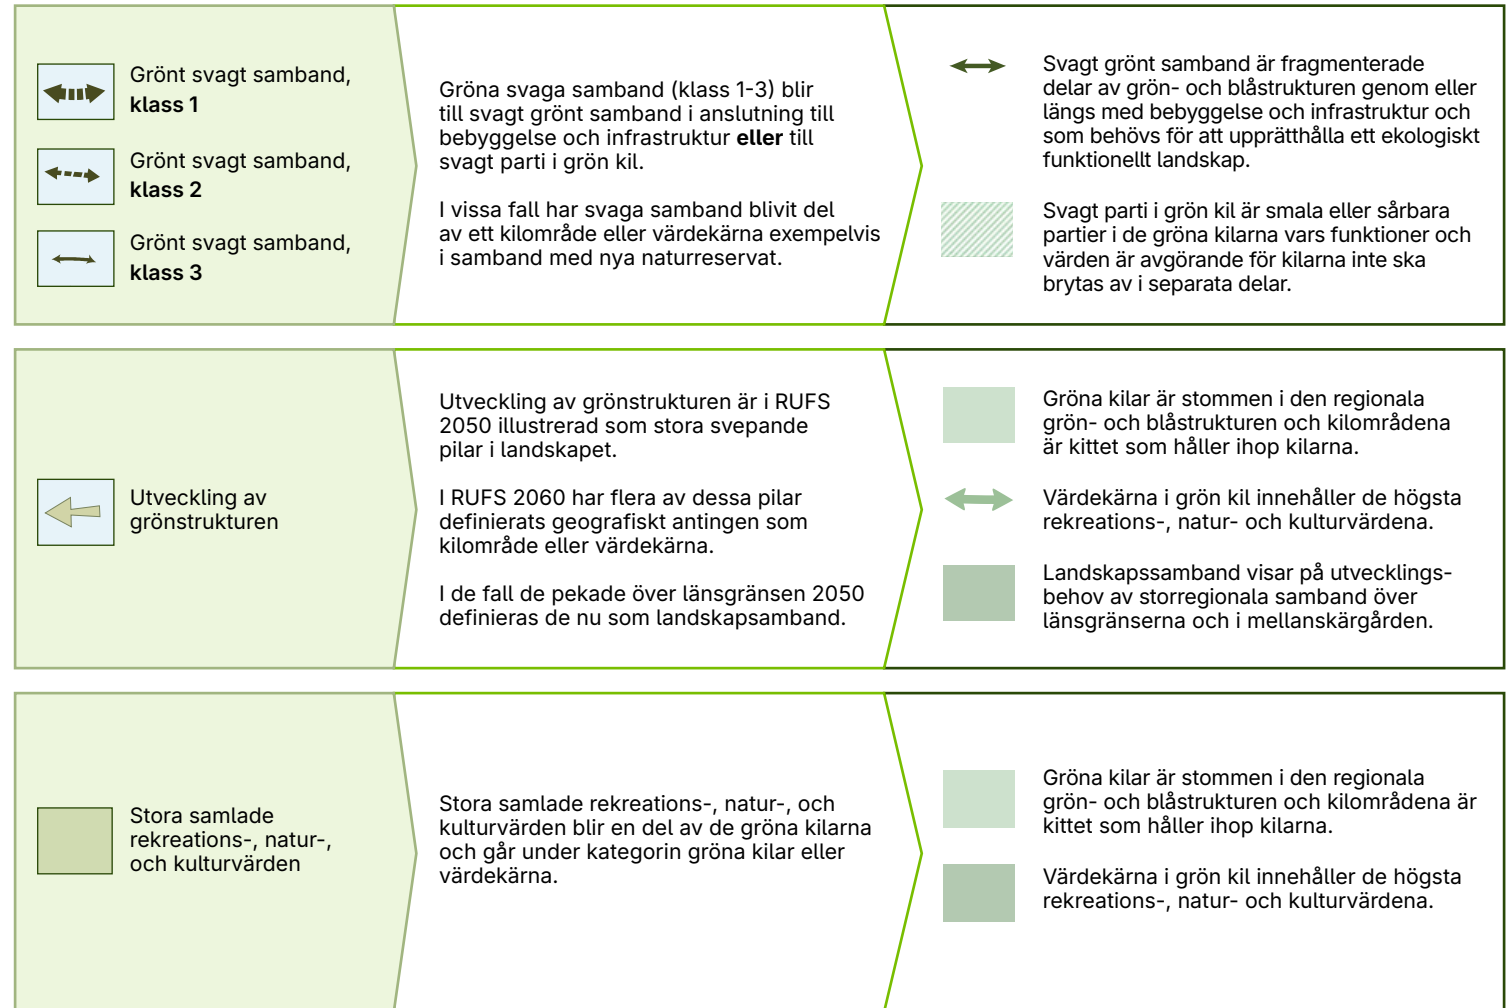 Grönt svagt samband,
klass 1
Grönt svagt samband,
klass 2
Grönt svagt samband,
klass 3
Gröna svaga samband (klass 1-3) blir
till svagt grönt samband i anslutning till
bebyggelse och infrastruktur eller till
svagt parti i grön kil.
I vissa fall har svaga samband blivit del
av ett kilområde eller värdekärna exempelvis
i samband med nya naturreservat.
Svagt grönt samband är fragmenterade
delar av grön- och blåstrukturen genom eller
längs med bebyggelse och infrastruktur och
som behövs för att upprätthålla ett ekologiskt
funktionellt landskap.
Svagt parti i grön kil är smala eller sårbara
partier i de gröna kilarna vars funktioner och
värden är avgörande för kilarna inte ska
brytas av i separata delar.
Utveckling av
grönstrukturen
Utveckling av grönstrukturen är i RUFS
2050 illustrerad som stora svepande
pilar i landskapet.
I RUFS 2060 har flera av dessa pilar
definierats geografiskt antingen som
kilområde eller värdekärna.
I de fall de pekade över länsgränsen 2050
definieras de nu som landskapsamband.
Gröna kilar är stommen i den regionala
grön- och blåstrukturen och kilområdena
är kittet som håller ihop kilarna.
Värdekärna i grön kil innehåller de högsta
rekreations-, natur- och kulturvärdena.
Landskapssamband visar på utvecklings-
behov av storregionala samband över
länsgränserna och i mellanskärgården.
Stora samlade
rekreations-, natur-,
och kulturvärden
Stora samlade rekreations-, natur-, och
kulturvärden blir en del av de gröna kilarna
och går under kategorin gröna kilar eller
värdekärna.
Gröna kilar är stommen i den regionala
grön- och blåstrukturen och kilområdena är
kittet som håller ihop kilarna.
Värdekärna i grön kil innehåller de högsta
rekreations-, natur- och kulturvärdena.